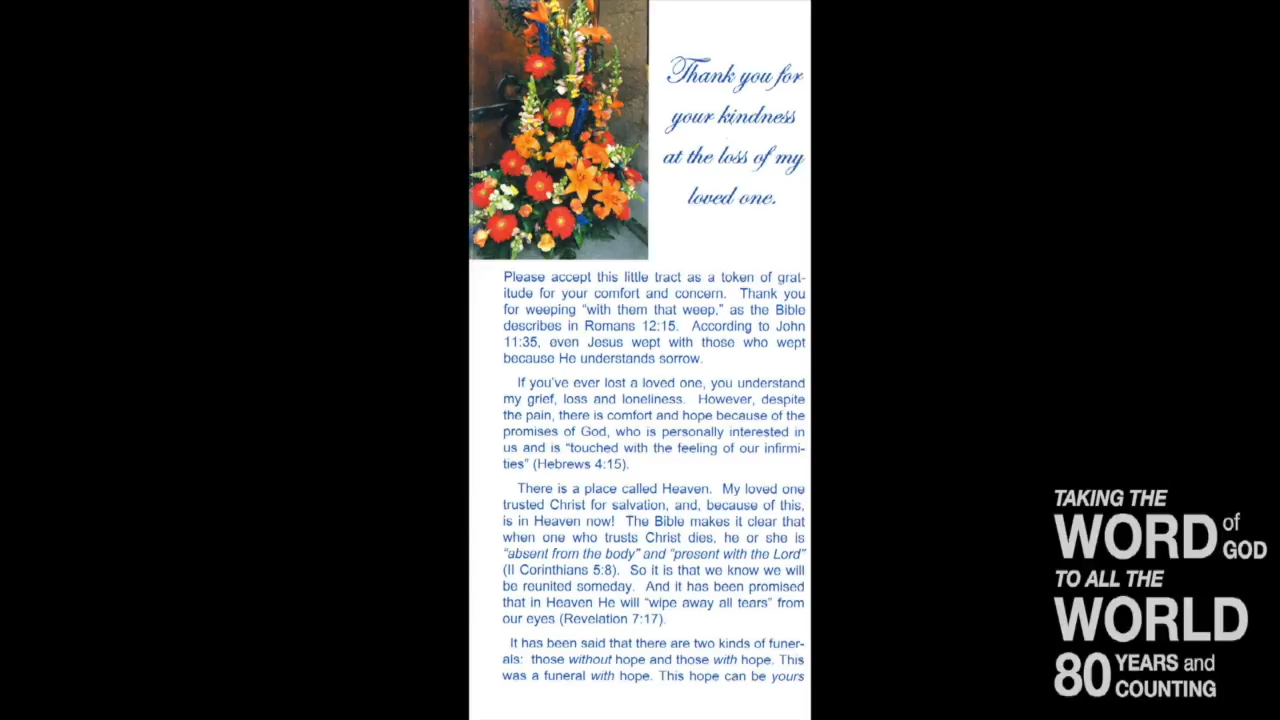 Thank you for
your kindness
at the loss of my
loved one.
Please accept this little tract as a token of grat-
itude for your comfort and concern. Thank you
for weeping “with them that weep,” as the Bible
describes in Romans 12:15. According to John
11:35, even Jesus wept with those who wept
because He understands sorrow.
If you’ve ever lost a loved one, you understand
my grief, loss and loneliness. However, despite
the pain, there is comfort and hope because of the
promises of God, who is personally interested in
us and is “touched with the feeling of our infirmi-
ties” (Hebrews 4:15).
There is a place called Heaven. My loved one
trusted Christ for salvation, and, because of this,
is in Heaven now! The Bible makes it clear that
when one who trusts Christ dies, he or she is
“absent from the body” and “present with the Lord”
(II Corinthians 5:8). So it is that we know we will
be reunited someday. And it has been promised
that in Heaven He will “wipe away all tears” from
our eyes (Revelation 7:17).
It has been said that there are two kinds of funer-
als: those without hope and those with hope. This
was a funeral with hope. This hope can be yours
TAKING THE
WORD of GOD
TO ALL THE
WORLD
80 YEARS and
COUNTING